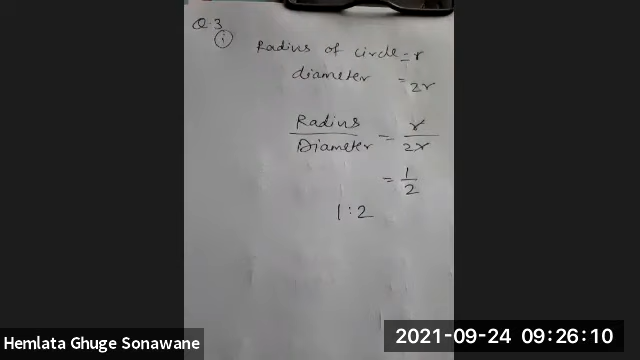 Q.3
i
Radius of circle = r
diameter = 2r
Radius / Diameter = r / 2r
= 1 / 2
1 : 2
Hemlata Ghuge Sonawane
2021-09-24 09:26:10